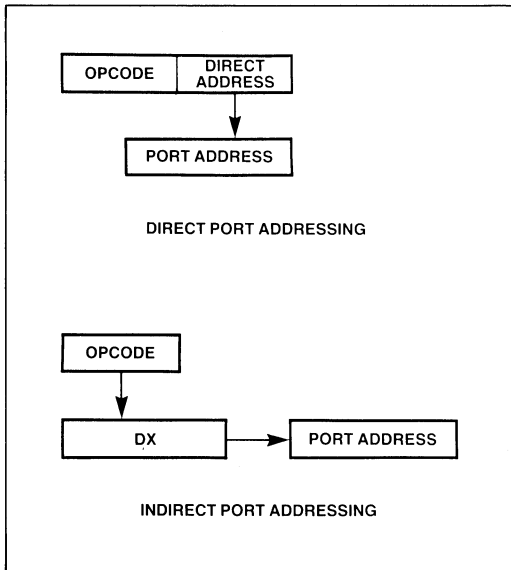 OPCODE
DIRECT
ADDRESS
PORT ADDRESS
DIRECT PORT ADDRESSING
OPCODE
DX
PORT ADDRESS
INDIRECT PORT ADDRESSING